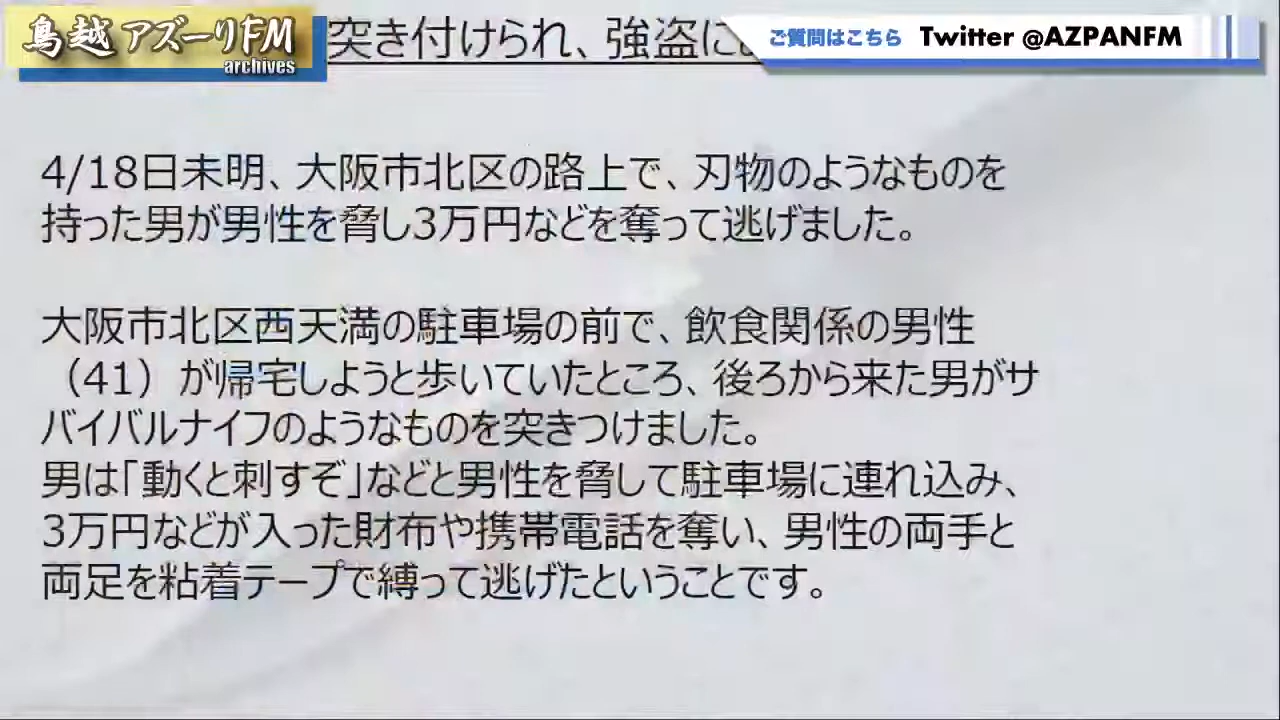 鳥越 アズーリFM
archives
突き付けられ、強盗に
ご質問はこちら Twitter @AZPANFM
4/18日未明、大阪市北区の路上で、刃物のようなものを
持った男が男性を脅し3万円などを奪って逃げました。
大阪市北区西天満の駐車場の前で、飲食関係の男性
（41）が帰宅しようと歩いていたところ、後ろから来た男がサ
バイバルナイフのようなものを突きつけました。
男は「動くと刺すぞ」などと男性を脅して駐車場に連れ込み、
3万円などが入った財布や携帯電話を奪い、男性の両手と
両足を粘着テープで縛って逃げたということです。